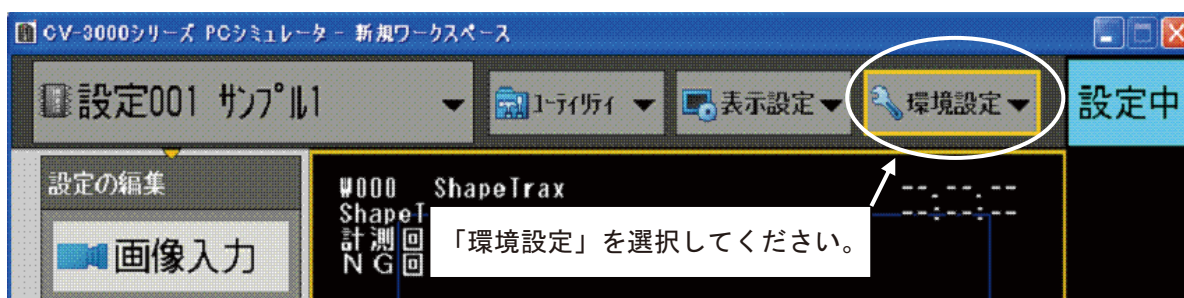 CV-3000シリーズ PCシミュレータ - 新規ワークスペース
設定001 サンプル1
ユーティリティ
表示設定
環境設定
設定中
設定の編集
画像入力
W000 ShapeTrax
--.--.--
ShapeT
--:--:--
計測回
NG回
「環境設定」を選択してください。